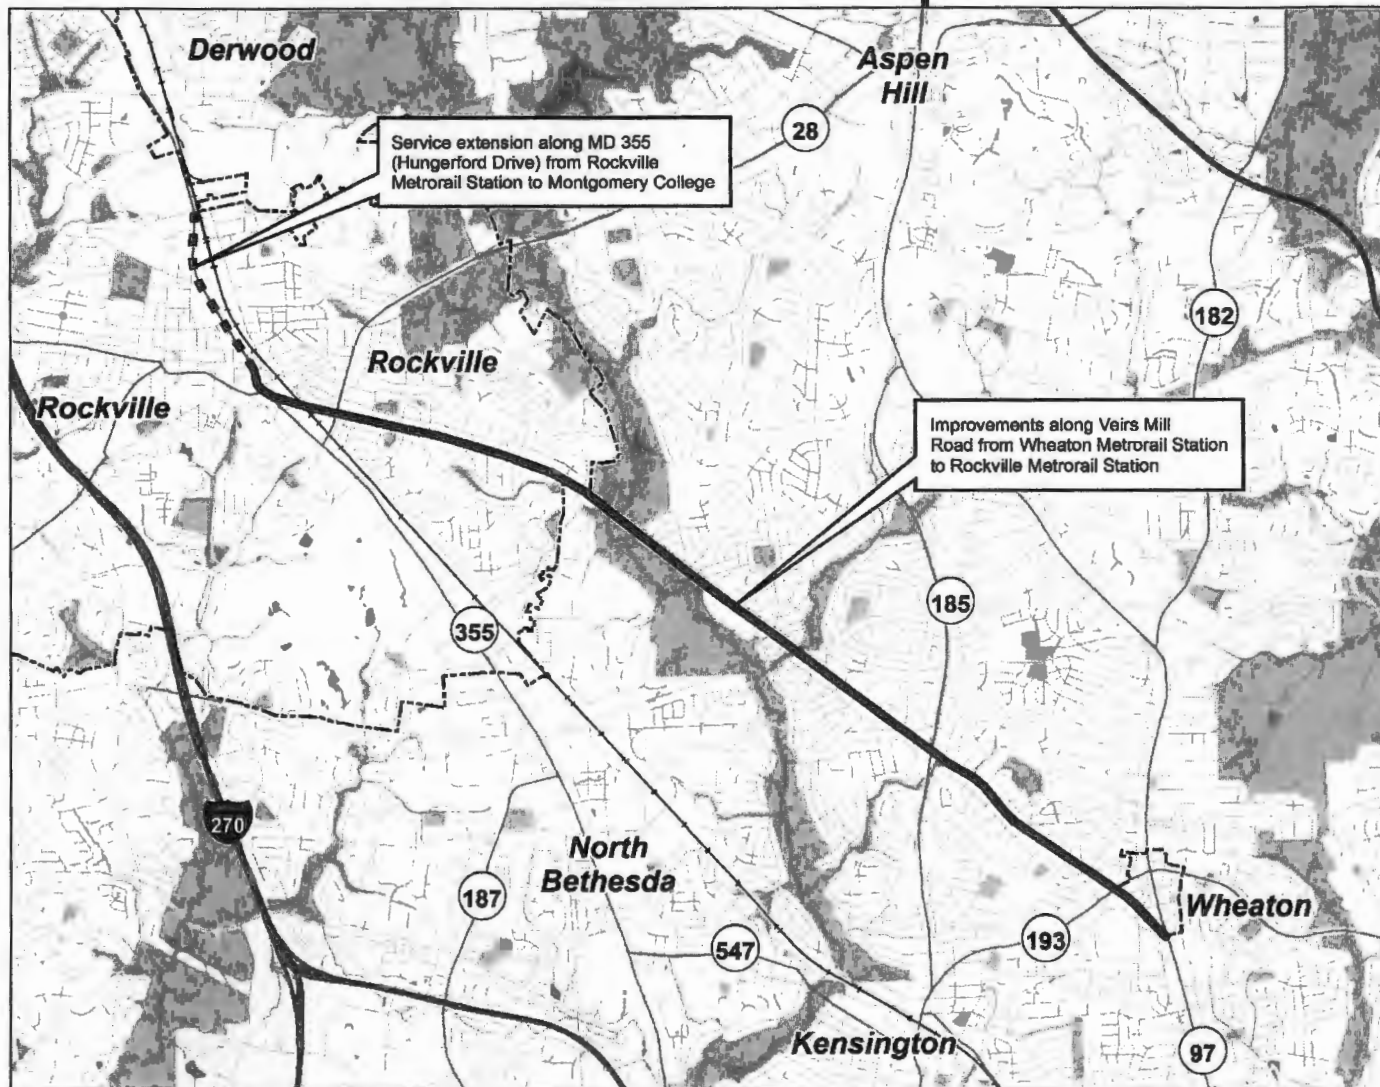 Derwood
Aspen
Hill
28
Service extension along MD 355
(Hungerford Drive) from Rockville
Metrorail Station to Montgomery College
182
Rockville
Rockville
Improvements along Veirs Mill
Road from Wheaton Metrorail Station
to Rockville Metrorail Station
185
355
270
North
Bethesda
187
Wheaton
193
547
Kensington
97